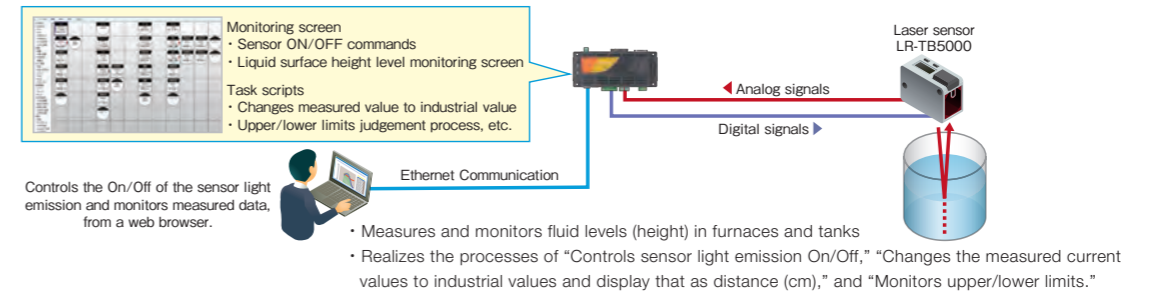 Monitoring screen
・Sensor ON/OFF commands
・Liquid surface height level monitoring screen
Task scripts
・Changes measured value to industrial value
・Upper/lower limits judgement process, etc.
Laser sensor
LR-TB5000
Analog signals
Digital signals
Ethernet Communication
Controls the On/Off of the sensor light
emission and monitors measured data,
from a web browser.
・Measures and monitors fluid levels (height) in furnaces and tanks
・Realizes the processes of “Controls sensor light emission On/Off,” “Changes the measured current
values to industrial values and display that as distance (cm),” and “Monitors upper/lower limits.”